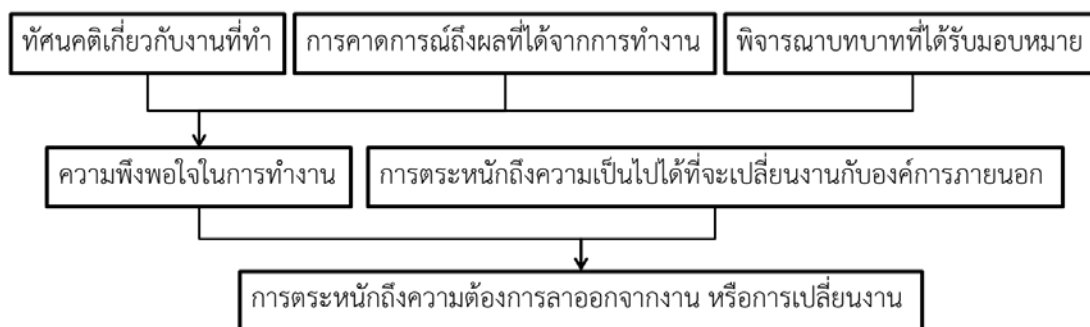 ทัศนคติเกี่ยวกับงานที่ทำ
การคาดการณ์ถึงผลที่ได้จากการทำงาน
พิจารณาบทบาทที่ได้รับมอบหมาย
ความพึงพอใจในการทำงาน
การตระหนักถึงความเป็นไปได้ที่จะเปลี่ยนงานกับองค์การภายนอก
การตระหนักถึงความต้องการลาออกจากงาน หรือการเปลี่ยนงาน